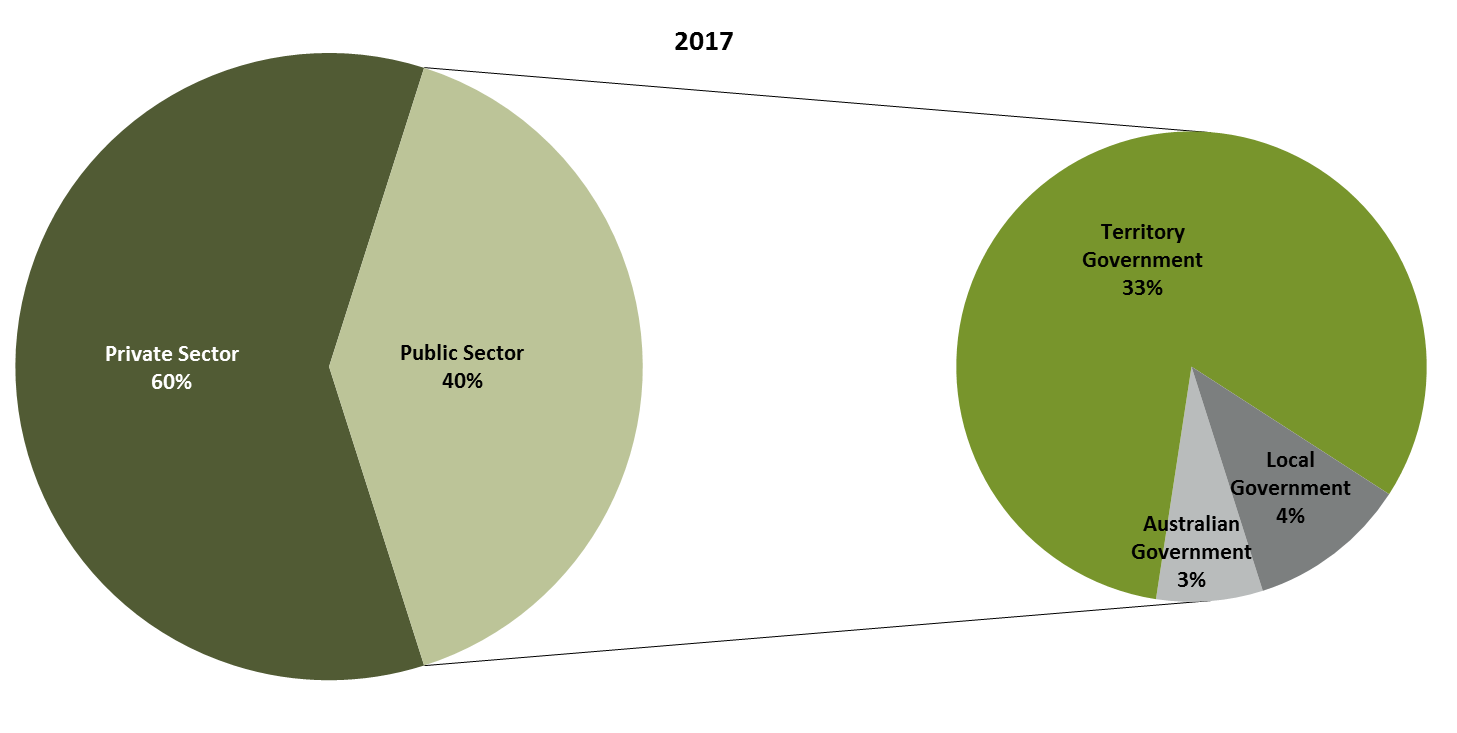 2017
Private Sector
60%
Public Sector
40%
Territory
Government
33%
Local
Government
4%
Australian
Government
3%